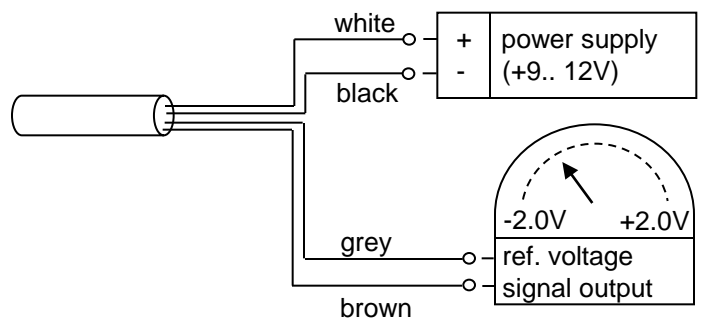 white
+ power supply
- (+9.. 12V)
black
-2.0V +2.0V
grey
ref. voltage
signal output
brown